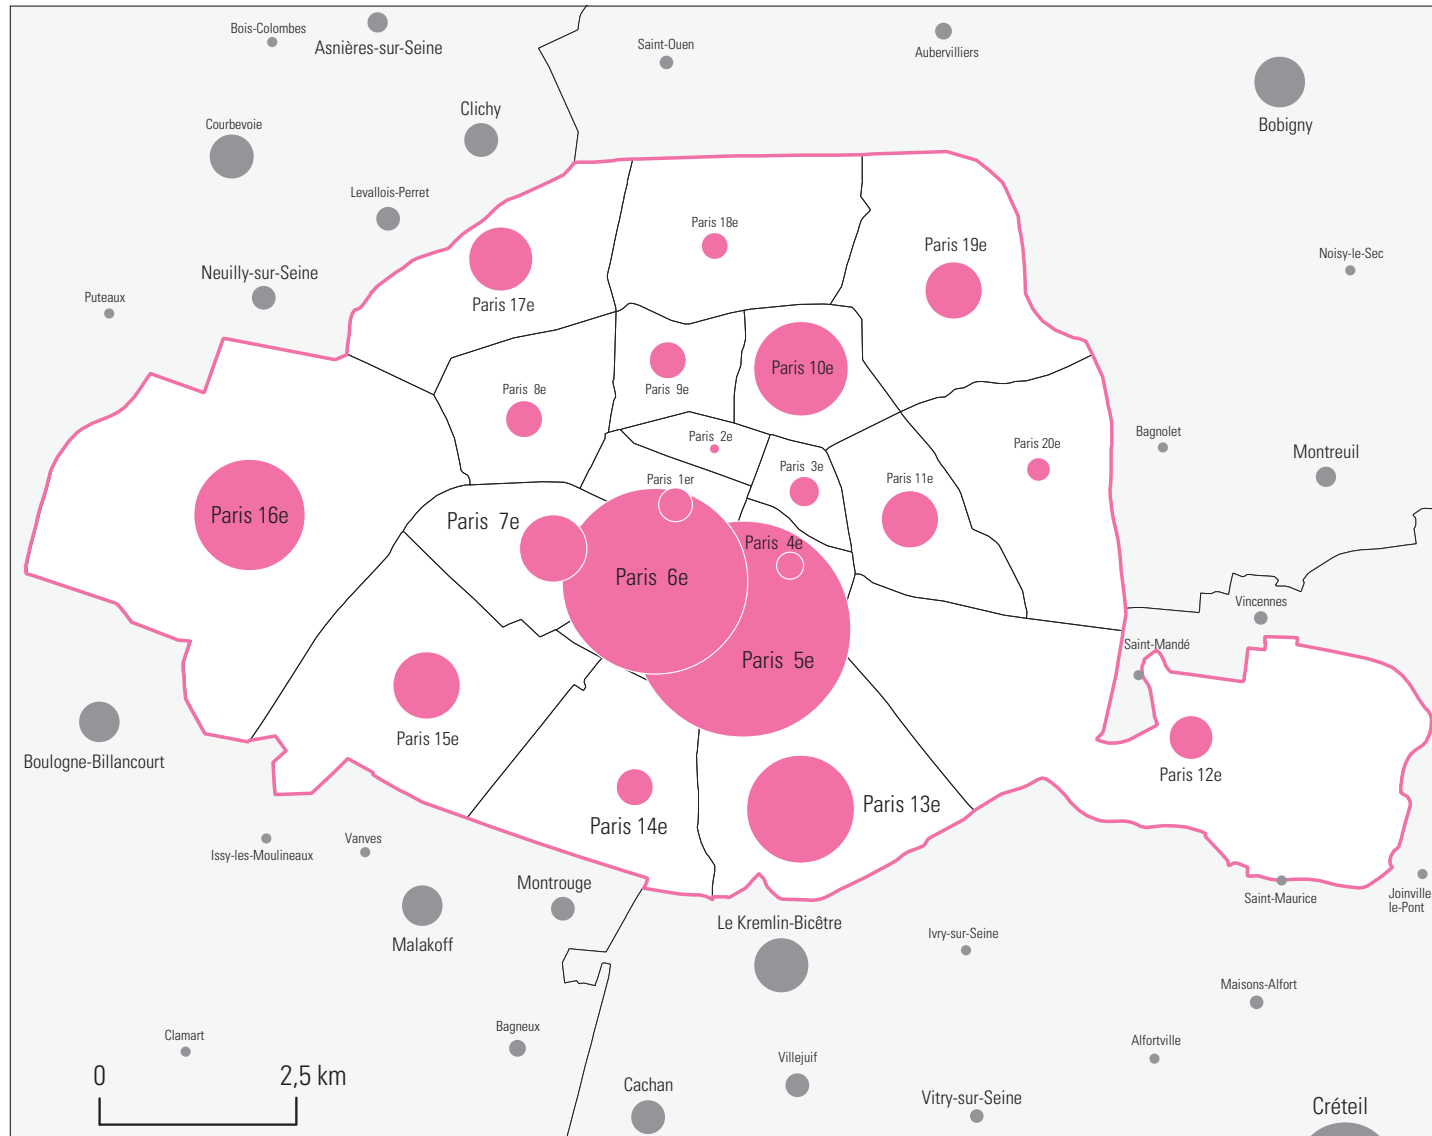 Bois-Colombes
Asnières-sur-Seine
Saint-Ouen
Aubervilliers
Clichy
Courbevoie
Bobigny
Levallois-Perret
Paris 18e
Paris 19e
Noisy-le-Sec
Neuilly-sur-Seine
Puteaux
Paris 17e
Paris 10e
Paris 8e
Paris 9e
Paris 2e
Paris 20e
Bagnolet
Montreuil
Paris 3e
Paris 1er
Paris 11e
Paris 16e
Paris 7e
Paris 4e
Paris 6e
Vincennes
Saint-Mandé
Paris 5e
Paris 15e
Boulogne-Billancourt
Paris 12e
Paris 13e
Paris 14e
Vanves
Issy-les-Moulineaux
Montrouge
Saint-Maurice
Joinville
le-Pont
Le Kremlin-Bicêtre
Malakoff
Ivry-sur-Seine
Maisons-Alfort
Bagneux
Clamart
Alfortville
Villejuif
0 2,5 km
Cachan
Vitry-sur-Seine
Créteil